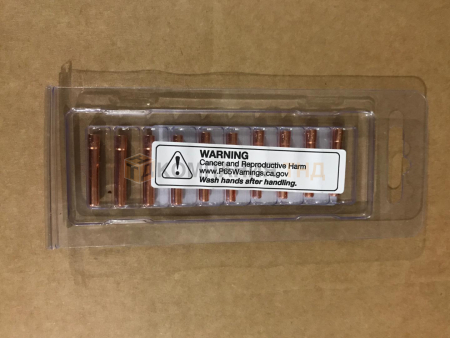 WARNING
Cancer and Reproductive Harm
www.P65Warnings.ca.gov
Wash hands after handling.